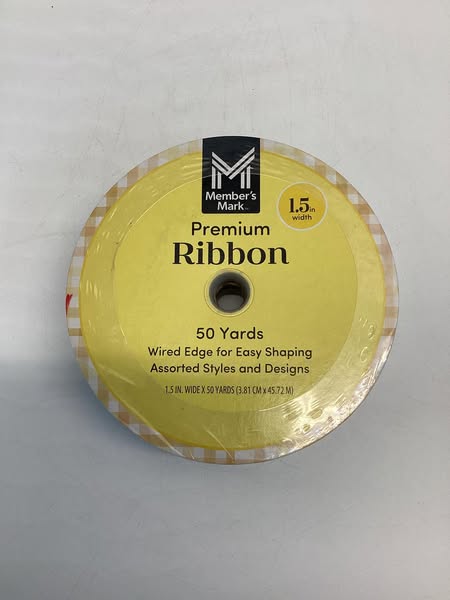 Member's
Mark
1.5in
width
Premium
Ribbon
50 Yards
Wired Edge for Easy Shaping
Assorted Styles and Designs
1.5 IN. WIDE X 50 YARDS (3.81 CM x 45.72 M)